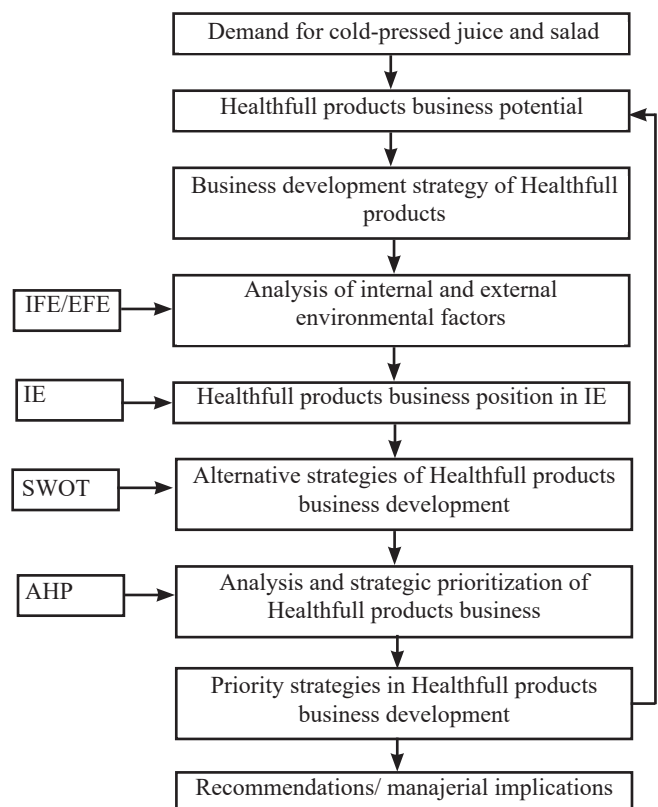 Demand for cold-pressed juice and salad
Healthfull products business potential
Business development strategy of Healthfull
products
IFE/EFE
Analysis of internal and external
environmental factors
IE
Healthfull products business position in IE
SWOT
Alternative strategies of Healthfull products
business development
AHP
Analysis and strategic prioritization of
Healthfull products business
Priority strategies in Healthfull products
business development
Recommendations/ manajerial implications